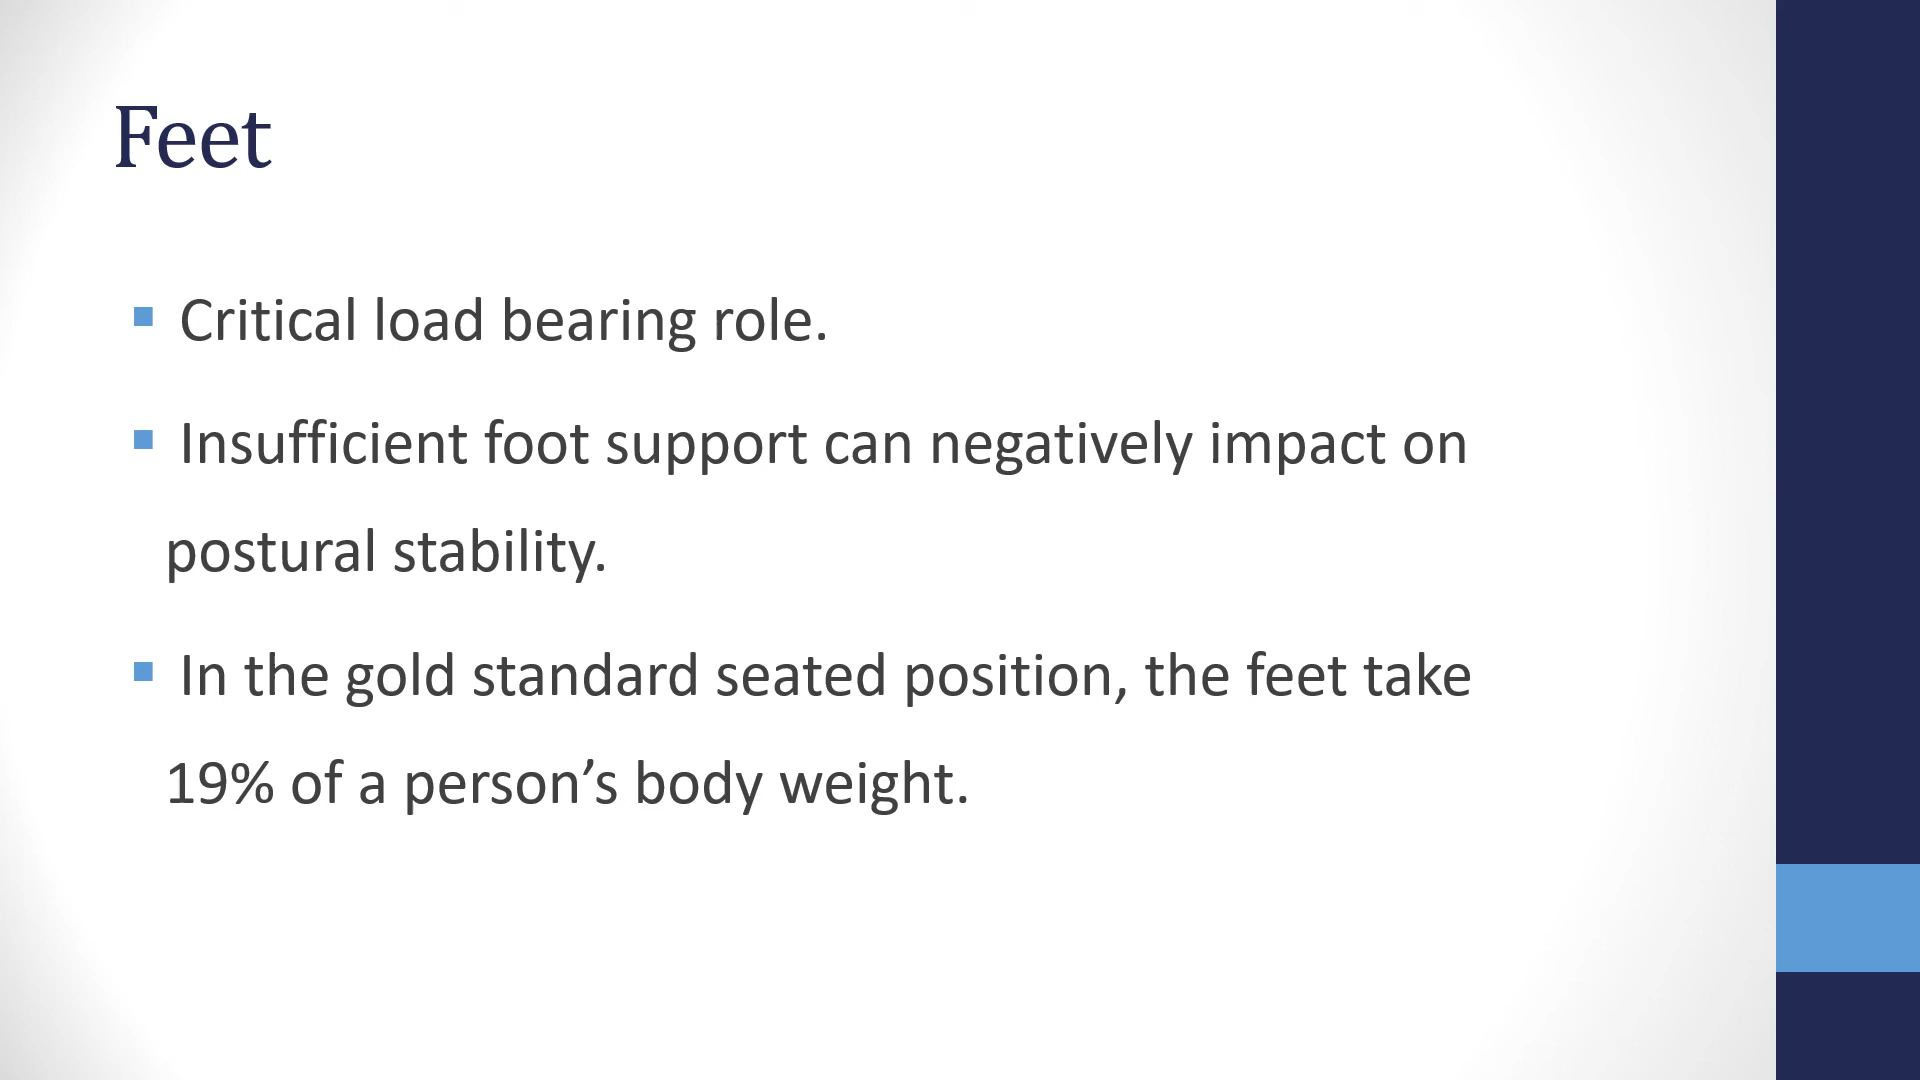 Feet
▪ Critical load bearing role.
▪ Insufficient foot support can negatively impact on
postural stability.
▪ In the gold standard seated position, the feet take
19% of a person’s body weight.